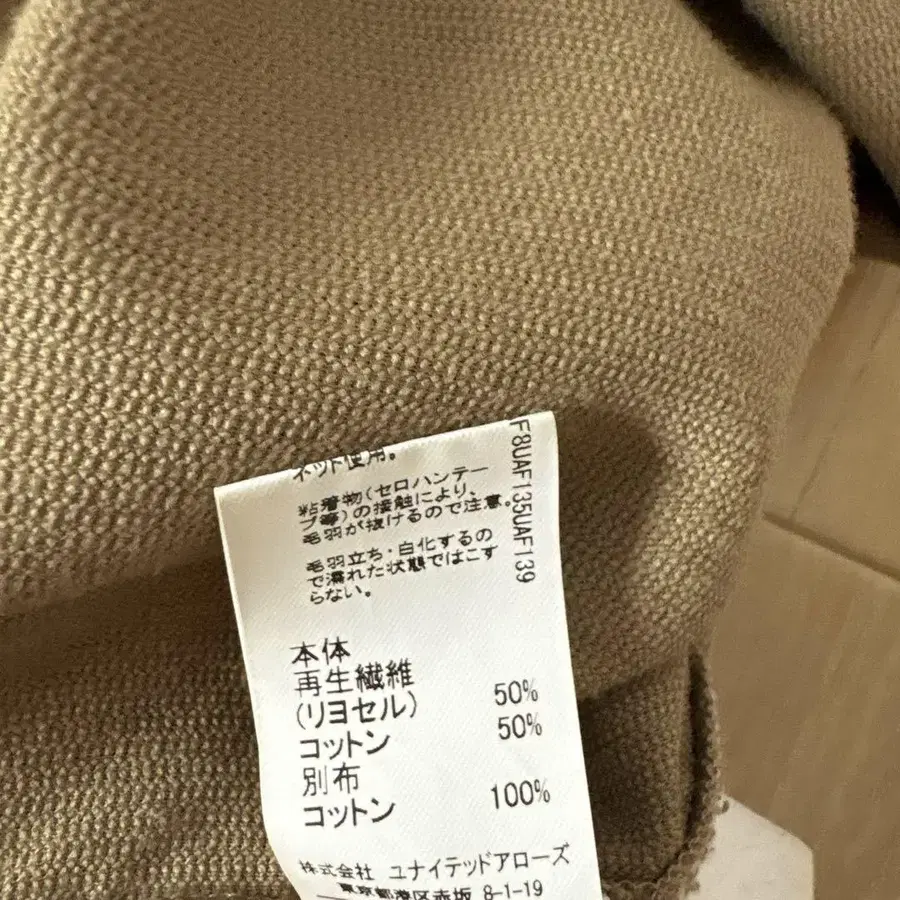 ネット使用。
粘着物(セロハンテー
プ等)の接触により、
毛羽が抜けるので注意。
毛羽立ち・白化するの
で濡れた状態ではこす
らない。
本体
再生繊維
(リヨセル) 50%
コットン 50%
別布
コットン 100%
株式会社 ユナイテッドアローズ
東京都港区赤坂 8-1-19
F8UAF135UAF139